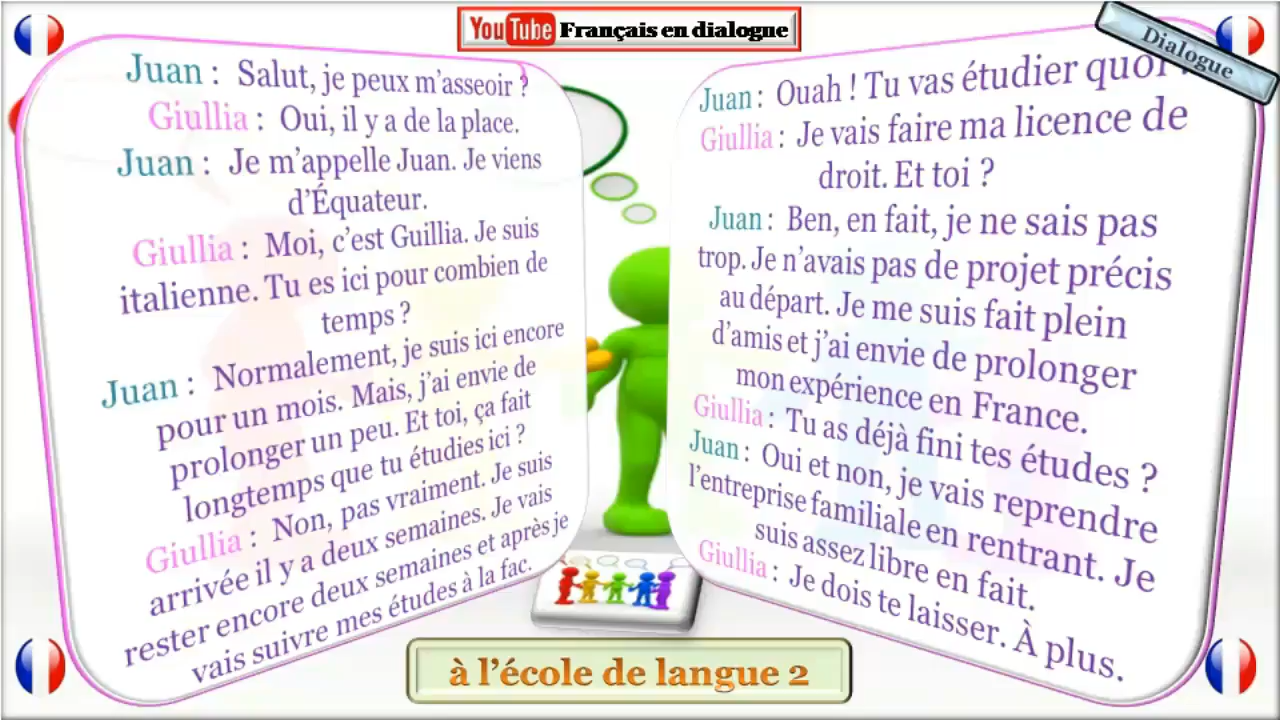 YouTube Français en dialogue
Dialogue
Juan : Salut, je peux m'asseoir ?
Giullia : Oui, il y a de la place.
Juan : Je m'appelle Juan. Je viens
d'Équateur.
Giullia : Moi, c'est Guillia. Je suis
italienne. Tu es ici pour combien de
temps ?
Juan : Normalement, je suis ici encore
pour un mois. Mais, j'ai envie de
prolonger un peu. Et toi, ça fait
longtemps que tu étudies ici ?
Giullia : Non, pas vraiment. Je suis
arrivée il y a deux semaines. Je vais
rester encore deux semaines et après je
vais suivre mes études à la fac.
Juan : Ouah ! Tu vas étudier quoi
Giullia : Je vais faire ma licence de
droit. Et toi ?
Juan : Ben, en fait, je ne sais pas
trop. Je n'avais pas de projet précis
au départ. Je me suis fait plein
d'amis et j'ai envie de prolonger
mon expérience en France.
Giullia : Tu as déjà fini tes études ?
Juan : Oui et non, je vais reprendre
l'entreprise familiale en rentrant. Je
suis assez libre en fait.
Giullia : Je dois te laisser. À plus.
à l'école de langue 2